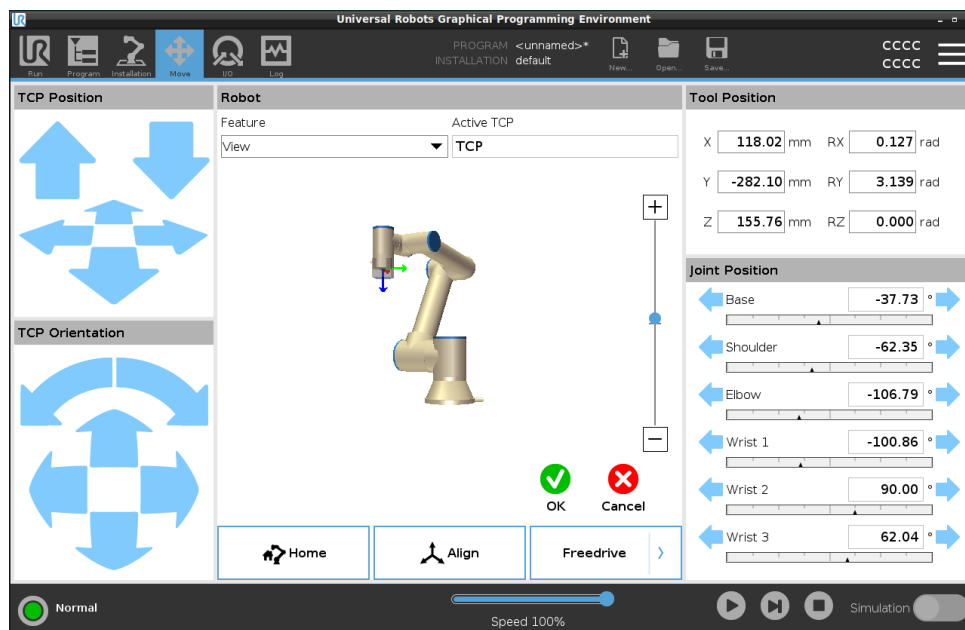 Universal Robots Graphical Programming Environment
Run
Program
Installation
Move
I/O
Log
PROGRAM <unnamed>*
INSTALLATION default
New...
Open...
Save...
CCCC
CCCC
TCP Position
TCP Orientation
Robot
Feature
Active TCP
View
TCP
OK
Cancel
Home
Align
Freedrive
Tool Position
X 118.02 mm RX 0.127 rad
Y -282.10 mm RY 3.139 rad
Z 155.76 mm RZ 0.000 rad
Joint Position
Base -37.73 °
Shoulder -62.35 °
Elbow -106.79 °
Wrist 1 -100.86 °
Wrist 2 90.00 °
Wrist 3 62.04 °
Normal
Speed 100%
Simulation